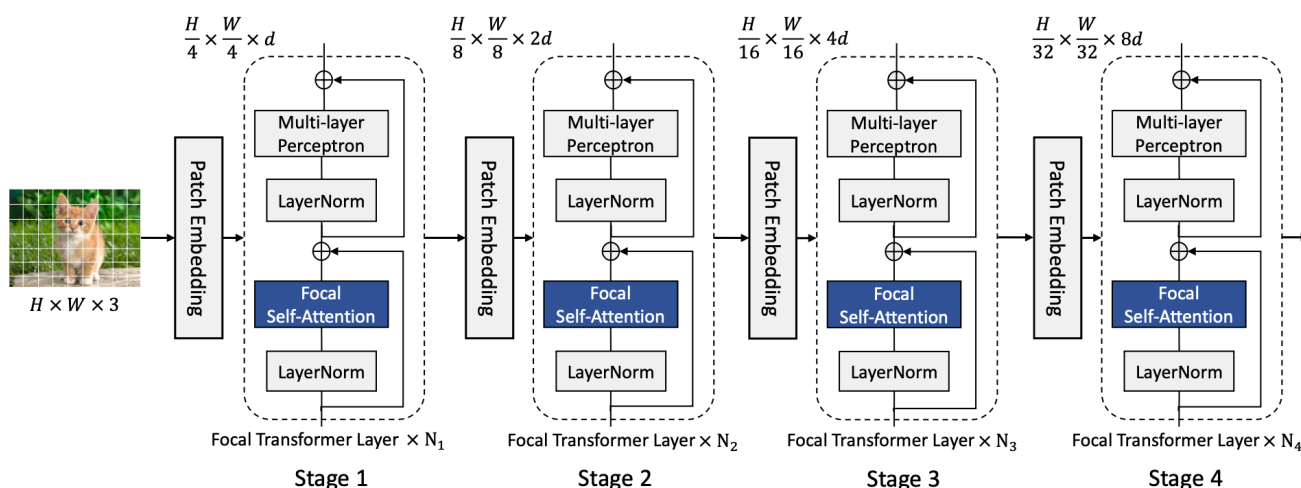 H/4 × W/4 × d
H/8 × W/8 × 2d
H/16 × W/16 × 4d
H/32 × W/32 × 8d
H × W × 3
Patch Embedding
Multi-layer
Perceptron
LayerNorm
Focal
Self-Attention
LayerNorm
Focal Transformer Layer × N₁
Stage 1
Patch Embedding
Multi-layer
Perceptron
LayerNorm
Focal
Self-Attention
LayerNorm
Focal Transformer Layer × N₂
Stage 2
Patch Embedding
Multi-layer
Perceptron
LayerNorm
Focal
Self-Attention
LayerNorm
Focal Transformer Layer × N₃
Stage 3
Patch Embedding
Multi-layer
Perceptron
LayerNorm
Focal
Self-Attention
LayerNorm
Focal Transformer Layer × N₄
Stage 4